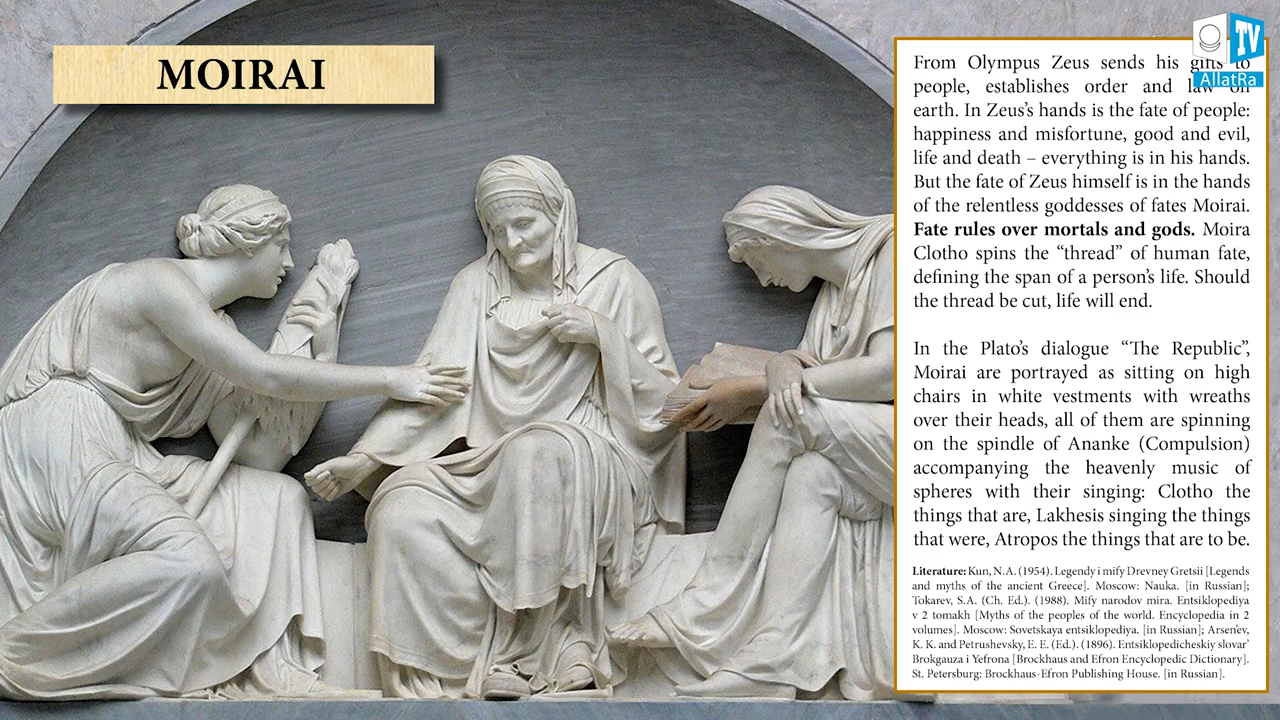 MOIRAI
TV
AllatRa
From Olympus Zeus sends his gifts to
people, establishes order and law on
earth. In Zeus's hands is the fate of people:
happiness and misfortune, good and evil,
life and death – everything is in his hands.
But the fate of Zeus himself is in the hands
of the relentless goddesses of fates Moirai.
Fate rules over mortals and gods. Moira
Clotho spins the “thread” of human fate,
defining the span of a person's life. Should
the thread be cut, life will end.
In the Plato's dialogue “The Republic”,
Moirai are portrayed as sitting on high
chairs in white vestments with wreaths
over their heads, all of them are spinning
on the spindle of Ananke (Compulsion)
accompanying the heavenly music of
spheres with their singing: Clotho the
things that are, Lakhesis singing the things
that were, Atropos the things that are to be.
Literature: Kun, N.A. (1954). Legendy i mify Drevney Gretsii [Legends
and myths of the ancient Greece]. Moscow: Nauka. [in Russian];
Tokarev, S.A. (Ch. Ed.). (1988). Mify narodov mira. Entsiklopediya
v 2 tomakh [Myths of the peoples of the world. Encyclopedia in 2
volumes]. Moscow: Sovetskaya entsiklopediya. [in Russian]; Arsen'ev,
K. K. and Petrushevsky, E. E. (Ed.). (1896). Entsiklopedicheskiy slovar'
Brokgauza i Yefrona [Brockhaus and Efron Encyclopedic Dictionary].
St. Petersburg: Brockhaus-Efron Publishing House. [in Russian].